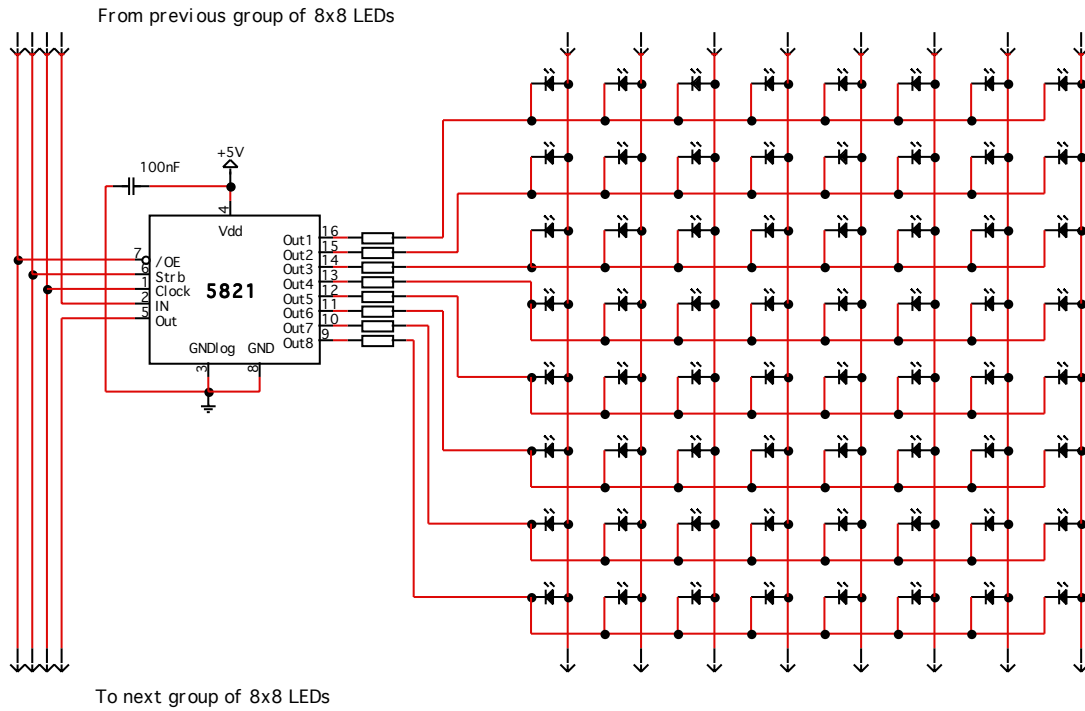 From previous group of 8x8 LEDs
+5V
100nF
4
Vdd
16
Out1
15
Out2
14
Out3
13
Out4
12
Out5
11
Out6
10
Out7
9
Out8
7
/OE
6
Strb
1
Clock
2
IN
5
Out
5821
GNDlog GND
3 8
To next group of 8x8 LEDs